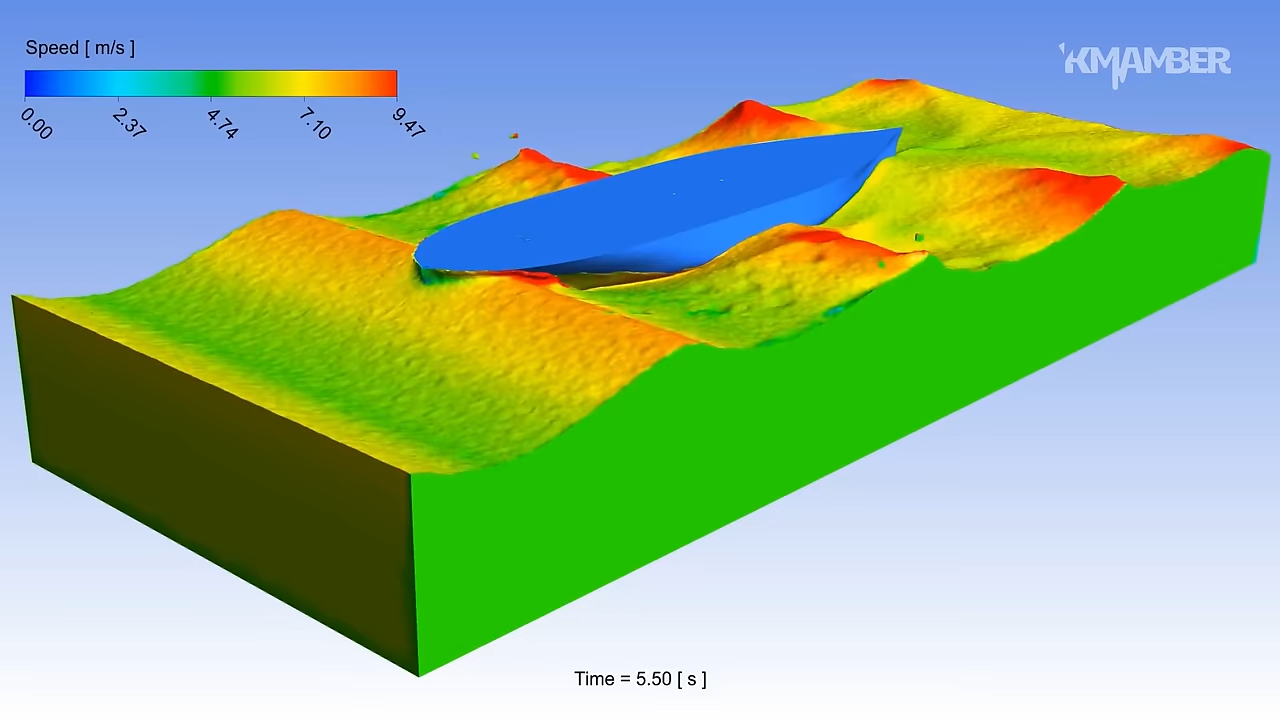 Speed [ m/s ]
0.00 2.37 4.74 7.10 9.47
KMAMBER
Time = 5.50 [ s ]